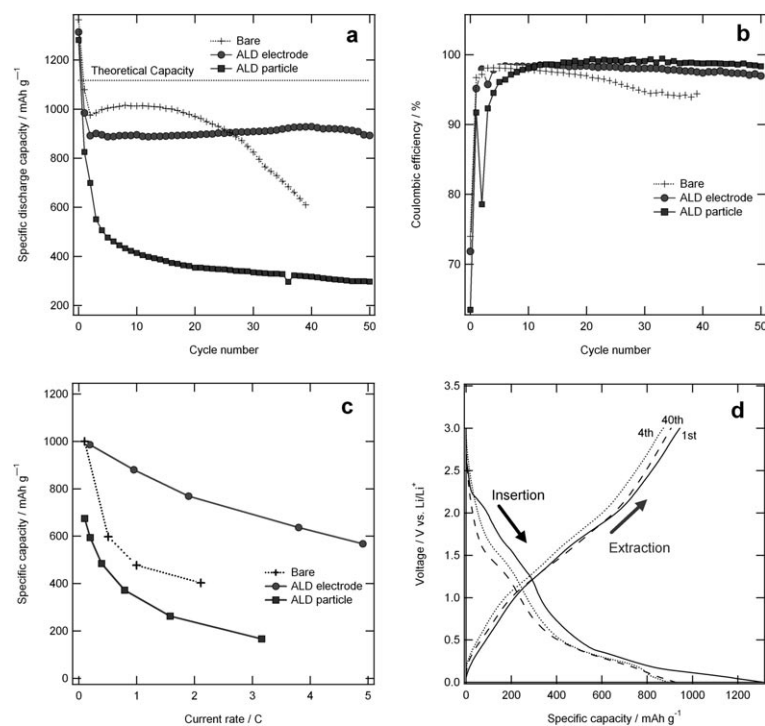 a
Bare
ALD electrode
ALD particle
Theoretical Capacity
Specific discharge capacity / mAh g⁻¹
1200
1000
800
600
400
200
0 10 20 30 40 50
Cycle number
b
Coulombic efficiency / %
100
90
80
70
Bare
ALD electrode
ALD particle
0 10 20 30 40 50
Cycle number
c
Specific capacity / mAh g⁻¹
1000
800
600
400
200
0
Bare
ALD electrode
ALD particle
0 1 2 3 4 5
Current rate / C
d
Voltage / V vs. Li/Li⁺
3.0
2.5
2.0
1.5
1.0
0.5
0.0
4th
40th
1st
Insertion
Extraction
0 200 400 600 800 1000 1200
Specific capacity / mAh g⁻¹